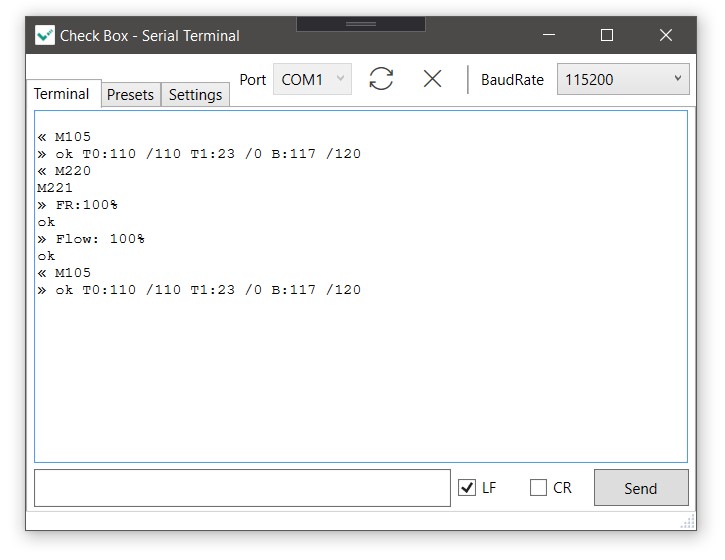 Check Box - Serial Terminal
Terminal
Presets
Settings
Port
COM1
BaudRate
115200
« M105
» ok T0:110 /110 T1:23 /0 B:117 /120
« M220
M221
» FR:100%
ok
» Flow: 100%
ok
« M105
» ok T0:110 /110 T1:23 /0 B:117 /120
LF
CR
Send